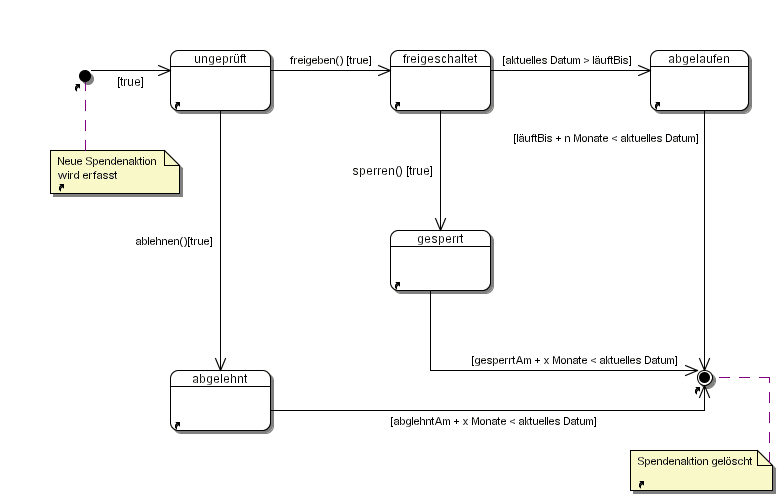 ungeprüft
freigeben() [true]
freigeschaltet
[aktuelles Datum > läuftBis]
abgelaufen
[true]
[läuftBis + n Monate < aktuelles Datum]
Neue Spendenaktion
wird erfasst
sperren() [true]
ablehnen()[true]
gesperrt
[gesperrtAm + x Monate < aktuelles Datum]
abgelehnt
[abglehntAm + x Monate < aktuelles Datum]
Spendenaktion gelöscht